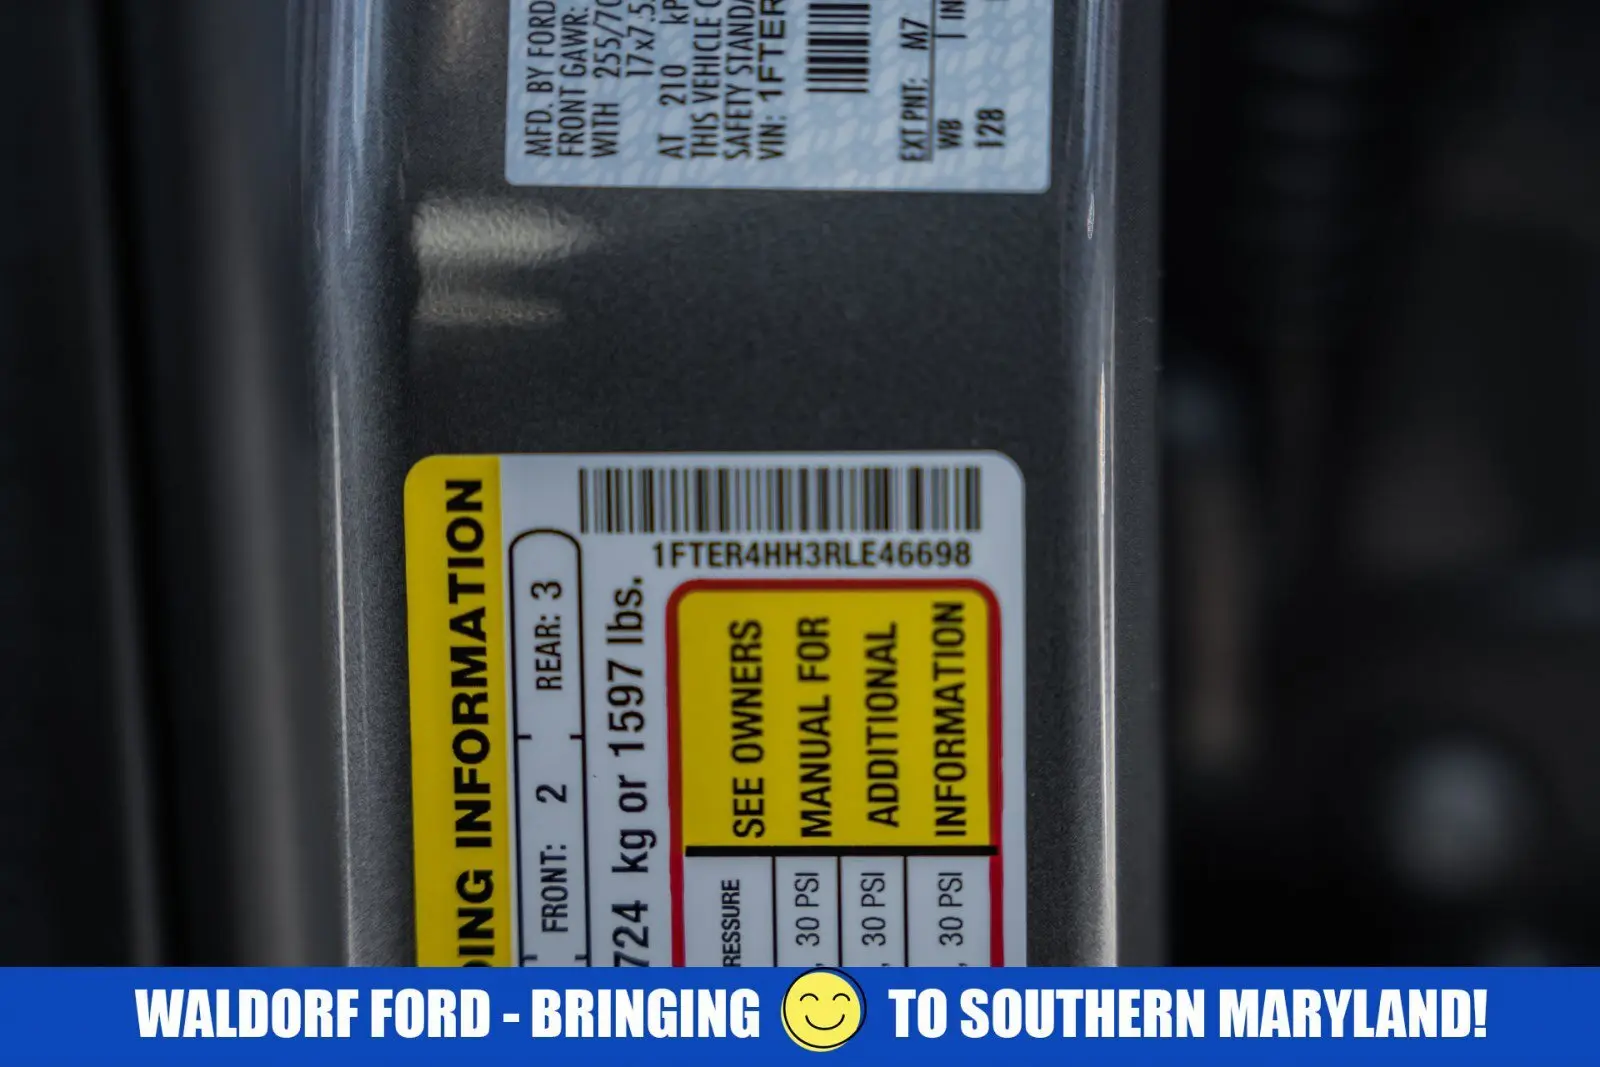 MFD. BY FORD
FRONT GAWR:
WITH 255/70
17x7.5
AT 210 kP
THIS VEHICLE C
SAFETY STANDA
VIN: 1FTER
EXT PNT: M7
WB
128
IN
DING INFORMATION
FRONT: 2 REAR: 3
724 kg or 1597 lbs.
1FTER4HH3RLE46698
SEE OWNERS
MANUAL FOR
ADDITIONAL
INFORMATION
RESSURE
, 30 PSI
, 30 PSI
, 30 PSI
WALDORF FORD - BRINGING TO SOUTHERN MARYLAND!